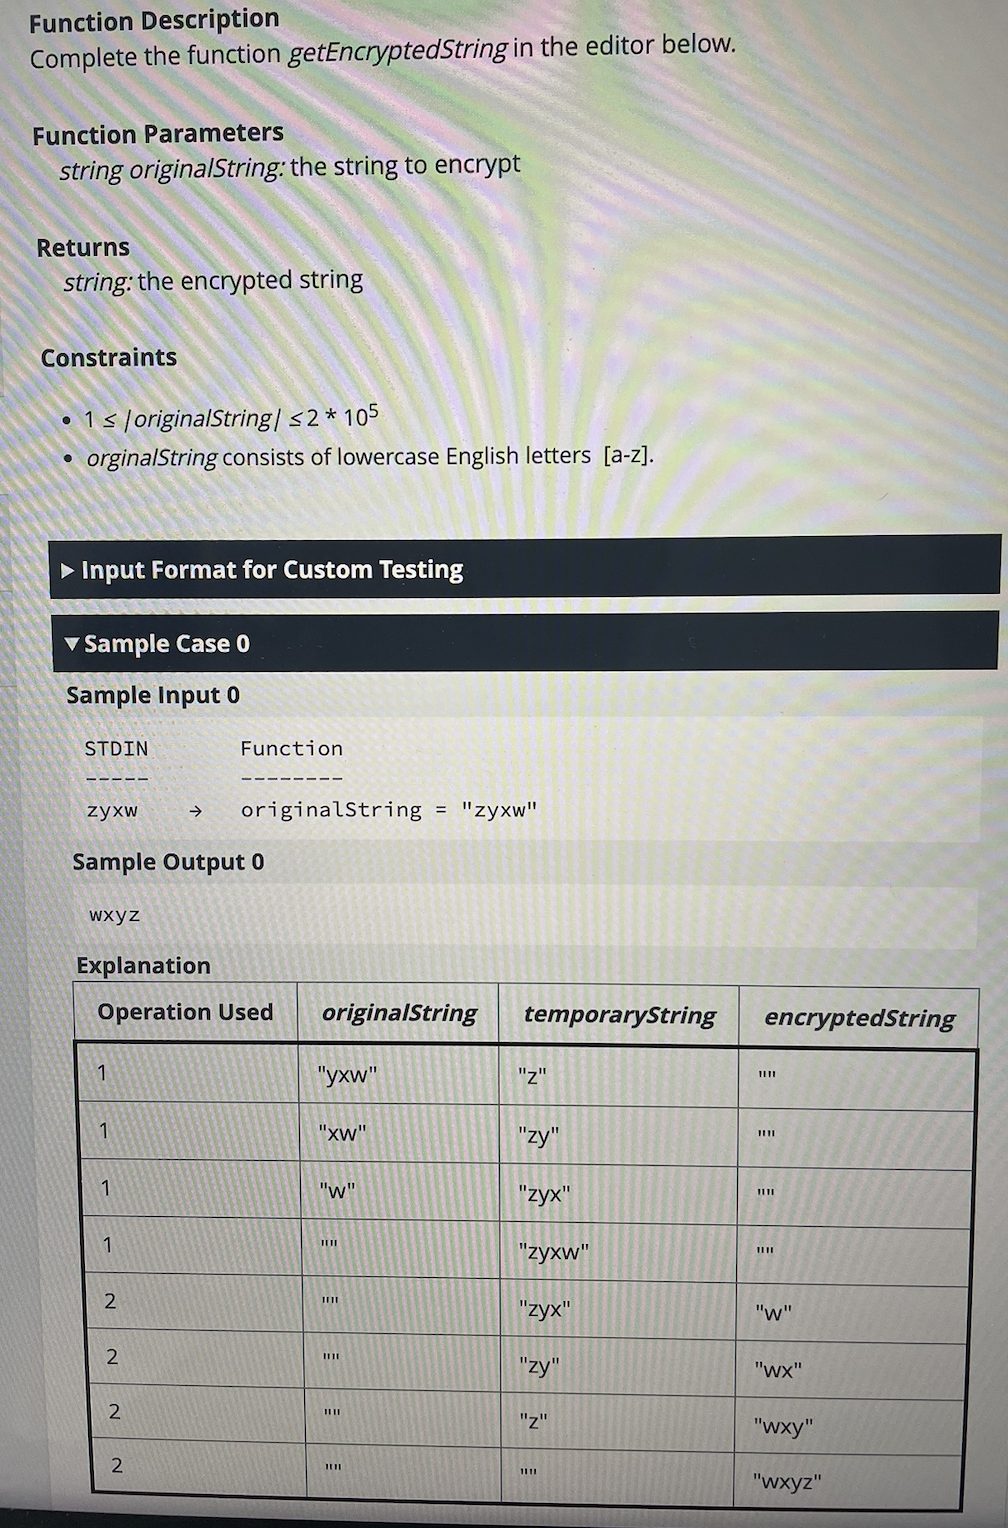 Function Description
Complete the function getEncryptedString in the editor below.
Function Parameters
string originalString: the string to encrypt
Returns
string: the encrypted string
Constraints
• 1 ≤ |originalString| ≤ 2 * 10⁵
• orginalString consists of lowercase English letters [a-z].
▶ Input Format for Custom Testing
▼ Sample Case 0
Sample Input 0
STDIN Function
----- --------
zyxw → originalString = "zyxw"
Sample Output 0
wxyz
Explanation
Operation Used originalString temporaryString encryptedString
1 "yxw" "z" ""
1 "xw" "zy" ""
1 "w" "zyx" ""
1 "" "zyxw" ""
2 "" "zyx" "w"
2 "" "zy" "wx"
2 "" "z" "wxy"
2 "" "" "wxyz"